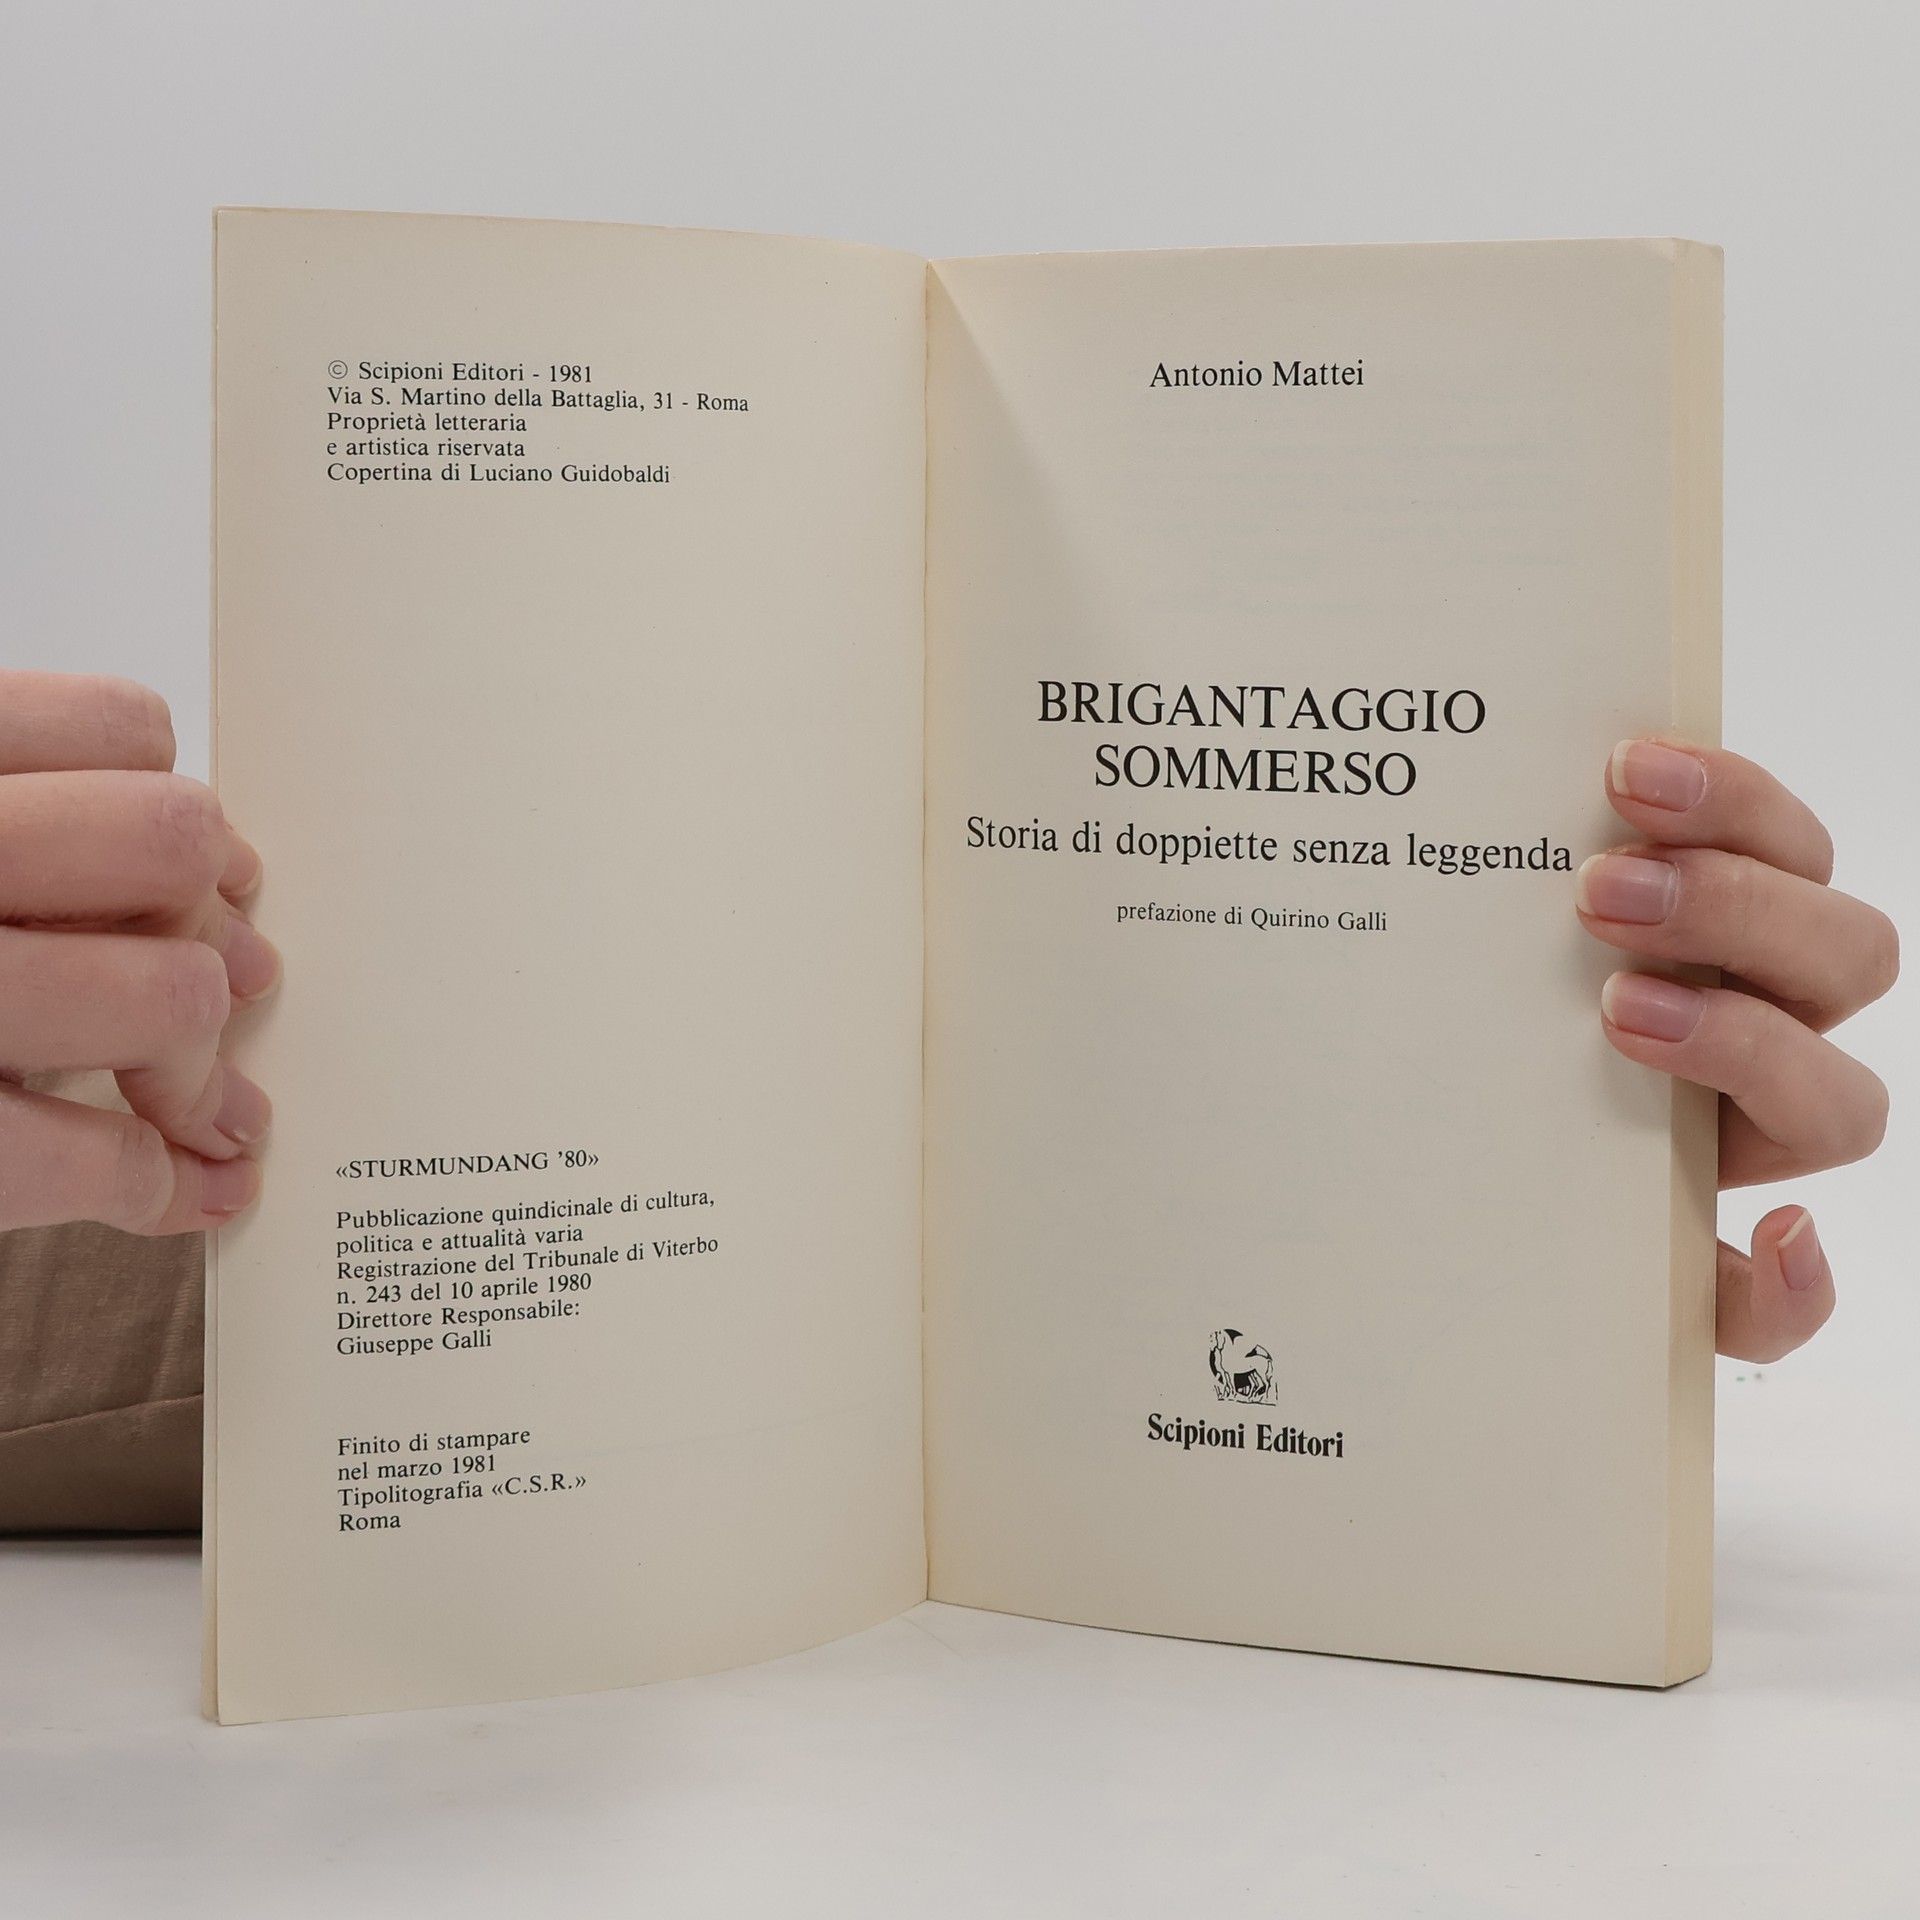 © Scipioni Editori - 1981
Via S. Martino della Battaglia, 31 - Roma
Proprietà letteraria
e artistica riservata
Copertina di Luciano Guidobaldi
«STURMUNDANG '80»
Pubblicazione quindicinale di cultura,
politica e attualità varia
Registrazione del Tribunale di Viterbo
n. 243 del 10 aprile 1980
Direttore Responsabile:
Giuseppe Galli
Finito di stampare
nel marzo 1981
Tipolitografia «C.S.R.»
Roma
Antonio Mattei
BRIGANTAGGIO
SOMMERSO
Storia di doppiette senza leggenda
prefazione di Quirino Galli
Scipioni Editori